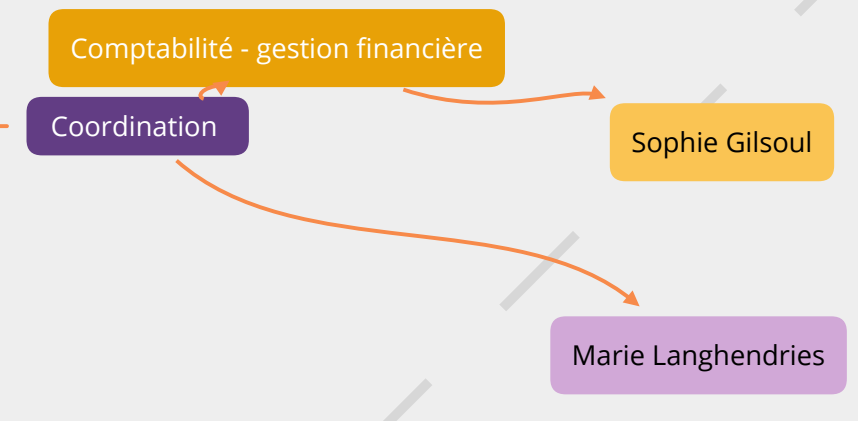 Comptabilité - gestion financière
Coordination
Sophie Gilsoul
Marie Langhendries